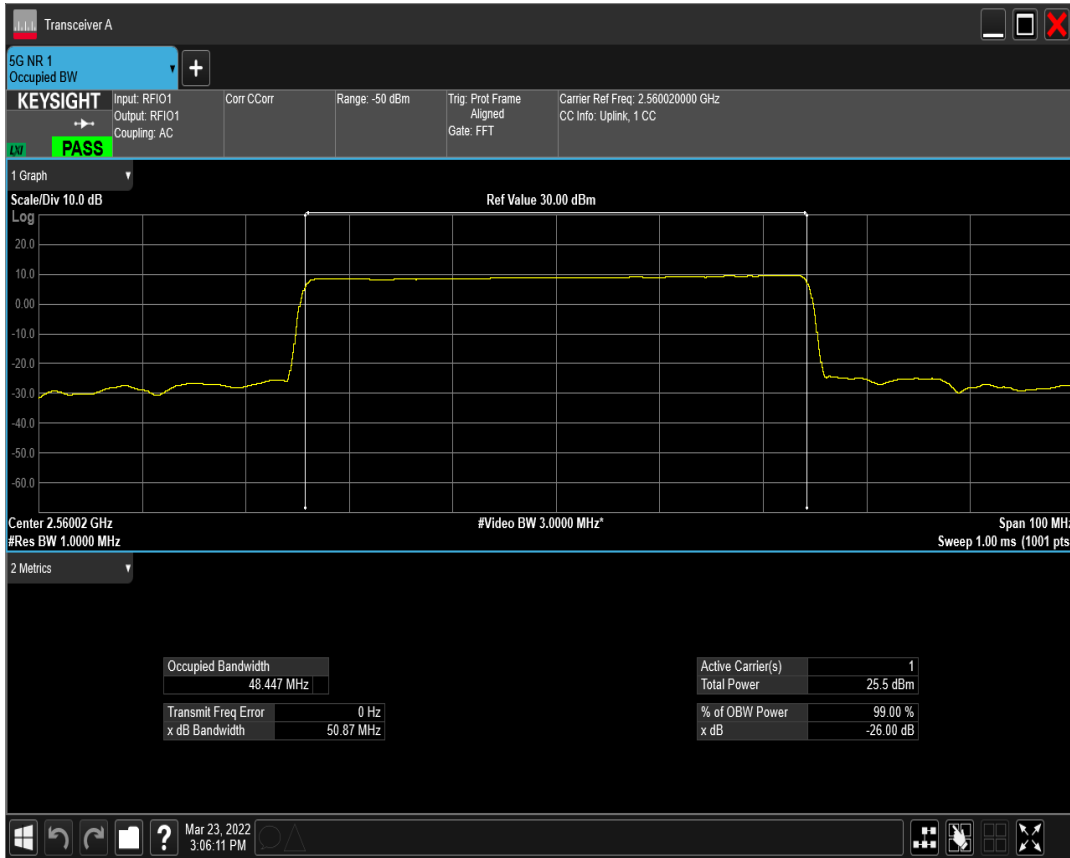 Transceiver A
5G NR 1
Occupied BW
+
KEYSIGHT
LXI
PASS
Input: RFIO1
Output: RFIO1
Coupling: AC
Corr CCorr
Range: -50 dBm
Trig: Prot Frame
Aligned
Gate: FFT
Carrier Ref Freq: 2.560020000 GHz
CC Info: Uplink, 1 CC
1 Graph
Scale/Div 10.0 dB
Ref Value 30.00 dBm
Log
20.0
10.0
0.00
-10.0
-20.0
-30.0
-40.0
-50.0
-60.0
Center 2.56002 GHz
#Video BW 3.0000 MHz*
Span 100 MHz
#Res BW 1.0000 MHz
Sweep 1.00 ms (1001 pts
2 Metrics
Occupied Bandwidth
48.447 MHz
Transmit Freq Error 0 Hz
x dB Bandwidth 50.87 MHz
Active Carrier(s) 1
Total Power 25.5 dBm
% of OBW Power 99.00 %
x dB -26.00 dB
?
Mar 23, 2022
3:06:11 PM